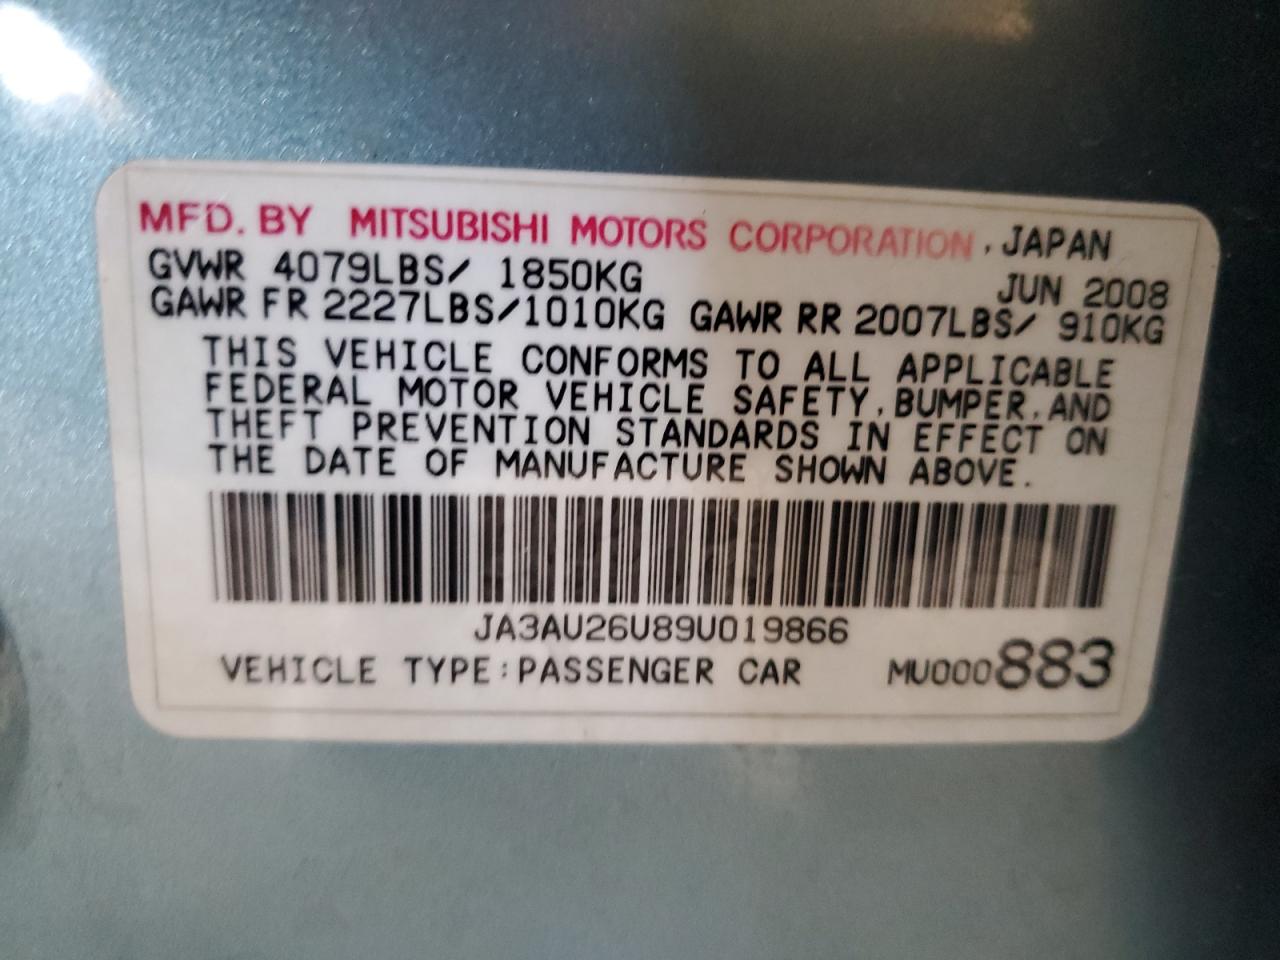 MFD. BY MITSUBISHI MOTORS CORPORATION, JAPAN
GVWR 4079LBS/ 1850KG JUN 2008
GAWR FR 2227LBS/1010KG GAWR RR 2007LBS/ 910KG
THIS VEHICLE CONFORMS TO ALL APPLICABLE
FEDERAL MOTOR VEHICLE SAFETY, BUMPER, AND
THEFT PREVENTION STANDARDS IN EFFECT ON
THE DATE OF MANUFACTURE SHOWN ABOVE.
JA3AU26U89U019866
VEHICLE TYPE:PASSENGER CAR MU000883